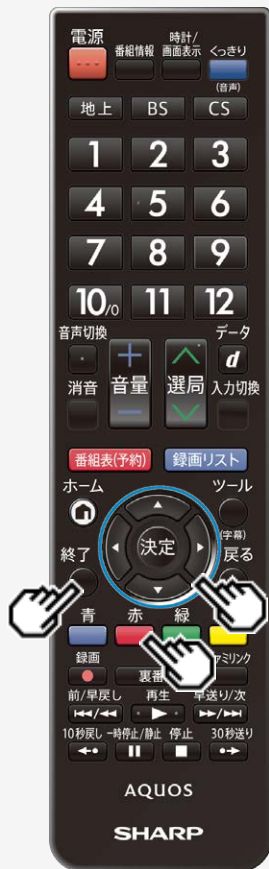 電源
番組情報
時計/
画面表示
くっきり
(音声)
地上 BS CS
1 2 3
4 5 6
7 8 9
10/0 11 12
音声切換 データ
d
消音 音量 選局 入力切換
番組表(予約) 録画リスト
ホーム ツール
(字幕)
終了 決定 戻る
青 赤 緑
録画 裏番 ァミリンク
前/早戻し 再生 早送り/次
10秒戻し 一時停止/静止 停止 30秒送り
AQUOS
SHARP